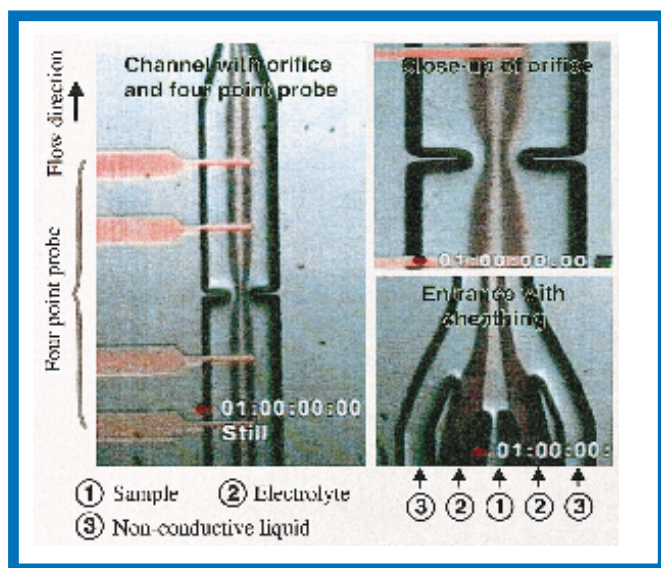 Channel with orifice
and four point probe
Flow direction
Four point probe
01:00:00:00
Still
Close-up of orifice
01:00:00:00
Entrance with
sheathing
01:00:00:
3 2 1 2 3
1 Sample 2 Electrolyte
3 Non-conductive liquid